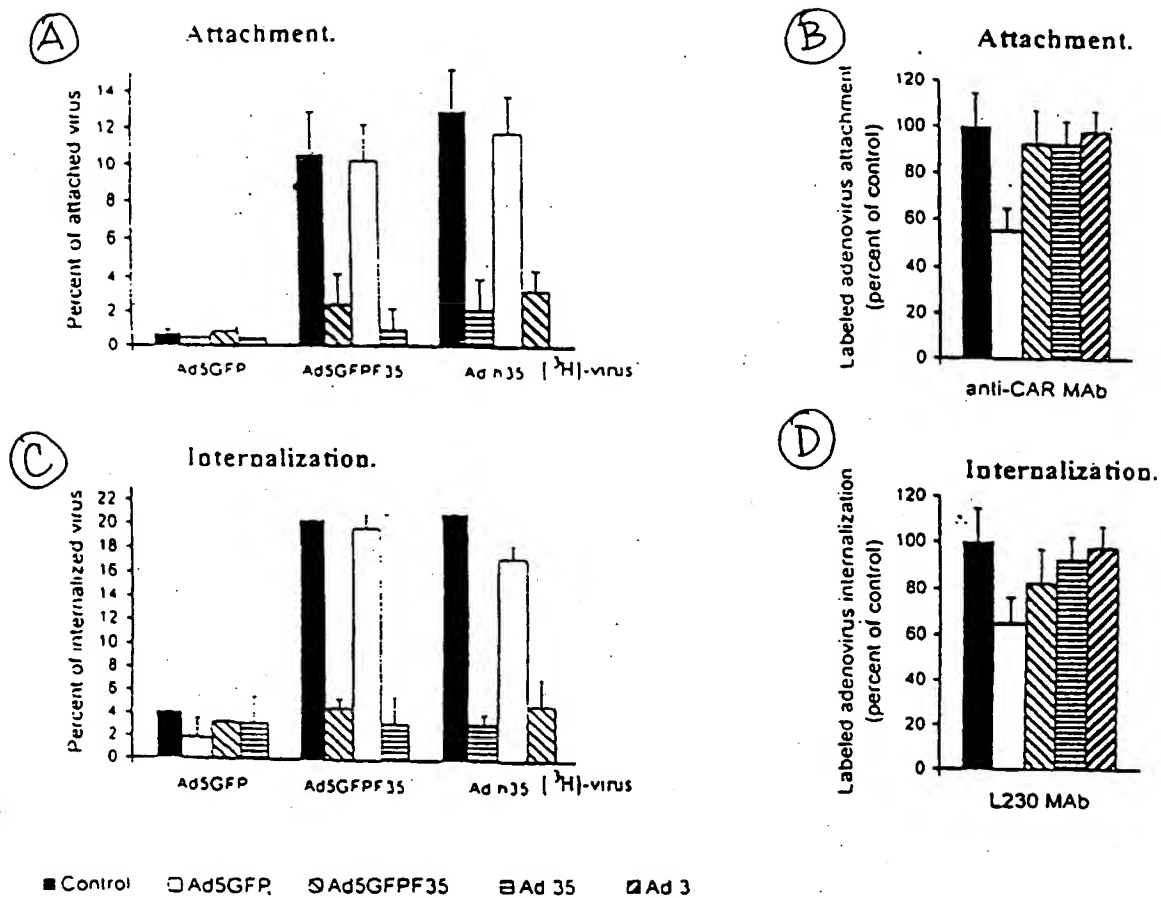 A Attachment.
Percent of attached virus
14
12
10
8
6
4
2
0
Ad5GFP Ad5GFPF35 Ad h35 [³H]-virus
B Attachment.
Labeled adenovirus attachment
(percent of control)
120
100
80
60
40
20
0
anti-CAR MAb
C Internalization.
Percent of internalized virus
22
20
18
16
14
12
10
8
6
4
2
0
Ad5GFP Ad5GFPF35 Ad h35 [³H]-virus
D Internalization.
Labeled adenovirus internalization
(percent of control)
120
100
80
60
40
20
0
L230 MAb
Control Ad5GFP, Ad5GFPF35 Ad 35 Ad 3